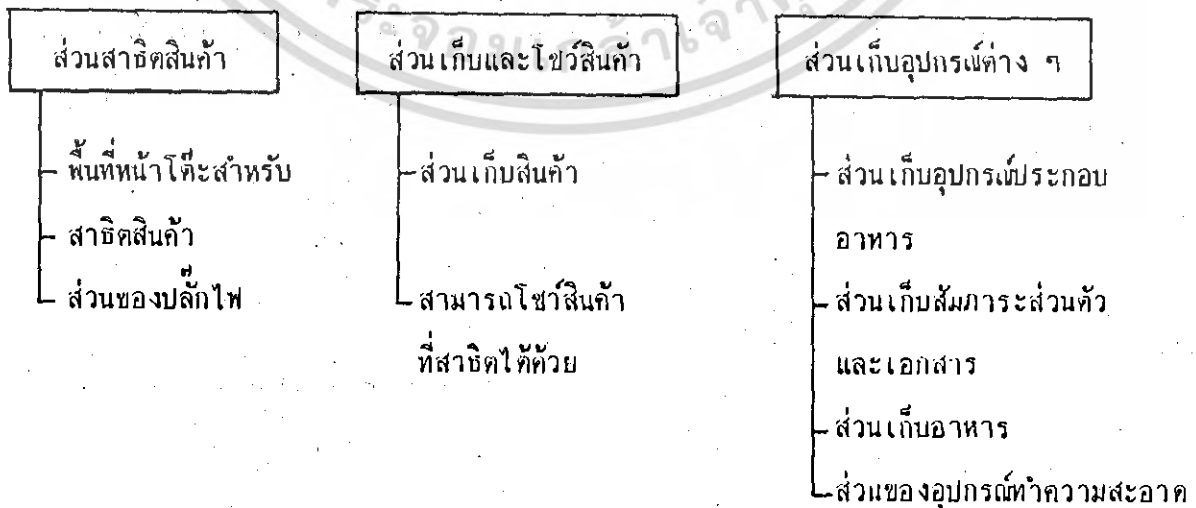 ส่วนสาธิตสินค้า
พื้นที่หน้าโต๊ะสำหรับ
สาธิตสินค้า
ส่วนของปลั๊กไฟ
ส่วนเก็บและโชว์สินค้า
ส่วนเก็บสินค้า
สามารถโชว์สินค้า
ที่สาธิตได้ด้วย
ส่วนเก็บอุปกรณ์ต่าง ๆ
ส่วนเก็บอุปกรณ์ประกอบ
อาหาร
ส่วนเก็บสัมภาระส่วนตัว
และเอกสาร
ส่วนเก็บอาหาร
ส่วนของอุปกรณ์ทำความสะอาด